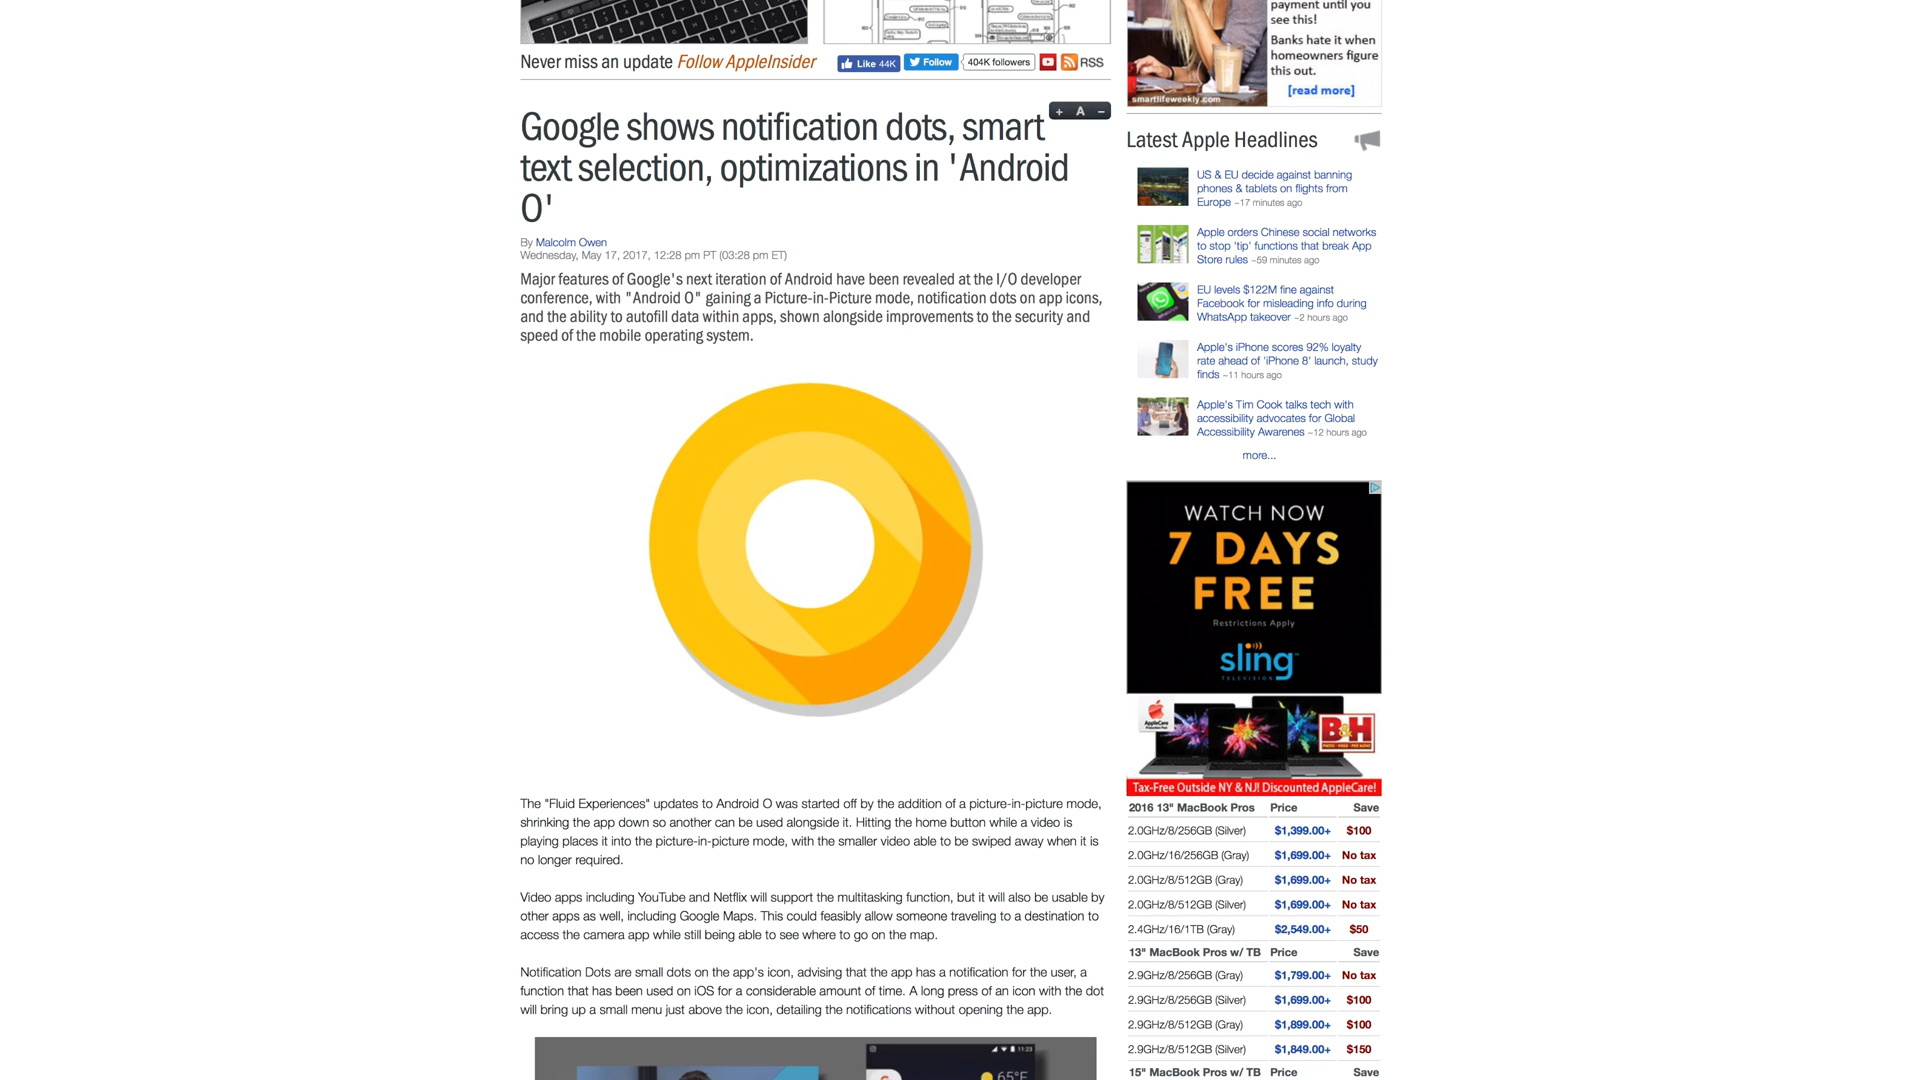 payment until you
see this!
Banks hate it when
homeowners figure
this out.
[read more]
smartlifeweekly.com
Never miss an update Follow AppleInsider
Like 44K
Follow
404K followers
RSS
+ A −
Google shows notification dots, smart
text selection, optimizations in 'Android
O'
By Malcolm Owen
Wednesday, May 17, 2017, 12:28 pm PT (03:28 pm ET)
Major features of Google's next iteration of Android have been revealed at the I/O developer
conference, with "Android O" gaining a Picture-in-Picture mode, notification dots on app icons,
and the ability to autofill data within apps, shown alongside improvements to the security and
speed of the mobile operating system.
The "Fluid Experiences" updates to Android O was started off by the addition of a picture-in-picture mode,
shrinking the app down so another can be used alongside it. Hitting the home button while a video is
playing places it into the picture-in-picture mode, with the smaller video able to be swiped away when it is
no longer required.
Video apps including YouTube and Netflix will support the multitasking function, but it will also be usable by
other apps as well, including Google Maps. This could feasibly allow someone traveling to a destination to
access the camera app while still being able to see where to go on the map.
Notification Dots are small dots on the app's icon, advising that the app has a notification for the user, a
function that has been used on iOS for a considerable amount of time. A long press of an icon with the dot
will bring up a small menu just above the icon, detailing the notifications without opening the app.
11:23
65°F
Latest Apple Headlines
US & EU decide against banning
phones & tablets on flights from
Europe ~17 minutes ago
Apple orders Chinese social networks
to stop 'tip' functions that break App
Store rules ~59 minutes ago
EU levels $122M fine against
Facebook for misleading info during
WhatsApp takeover ~2 hours ago
Apple's iPhone scores 92% loyalty
rate ahead of 'iPhone 8' launch, study
finds ~11 hours ago
Apple's Tim Cook talks tech with
accessibility advocates for Global
Accessibility Awarenes ~12 hours ago
more...
WATCH NOW
7 DAYS
FREE
Restrictions Apply
sling
TELEVISION
AppleCare
B&H
PHOTO - VIDEO - PRO AUDIO
Tax-Free Outside NY & NJ! Discounted AppleCare!
2016 13" MacBook Pros Price Save
2.0GHz/8/256GB (Silver) $1,399.00+ $100
2.0GHz/16/256GB (Gray) $1,699.00+ No tax
2.0GHz/8/512GB (Gray) $1,699.00+ No tax
2.0GHz/8/512GB (Silver) $1,699.00+ No tax
2.4GHz/16/1TB (Gray) $2,549.00+ $50
13" MacBook Pros w/ TB Price Save
2.9GHz/8/256GB (Gray) $1,799.00+ No tax
2.9GHz/8/256GB (Silver) $1,699.00+ $100
2.9GHz/8/512GB (Gray) $1,899.00+ $100
2.9GHz/8/512GB (Silver) $1,849.00+ $150
15" MacBook Pros w/ TB Price Save